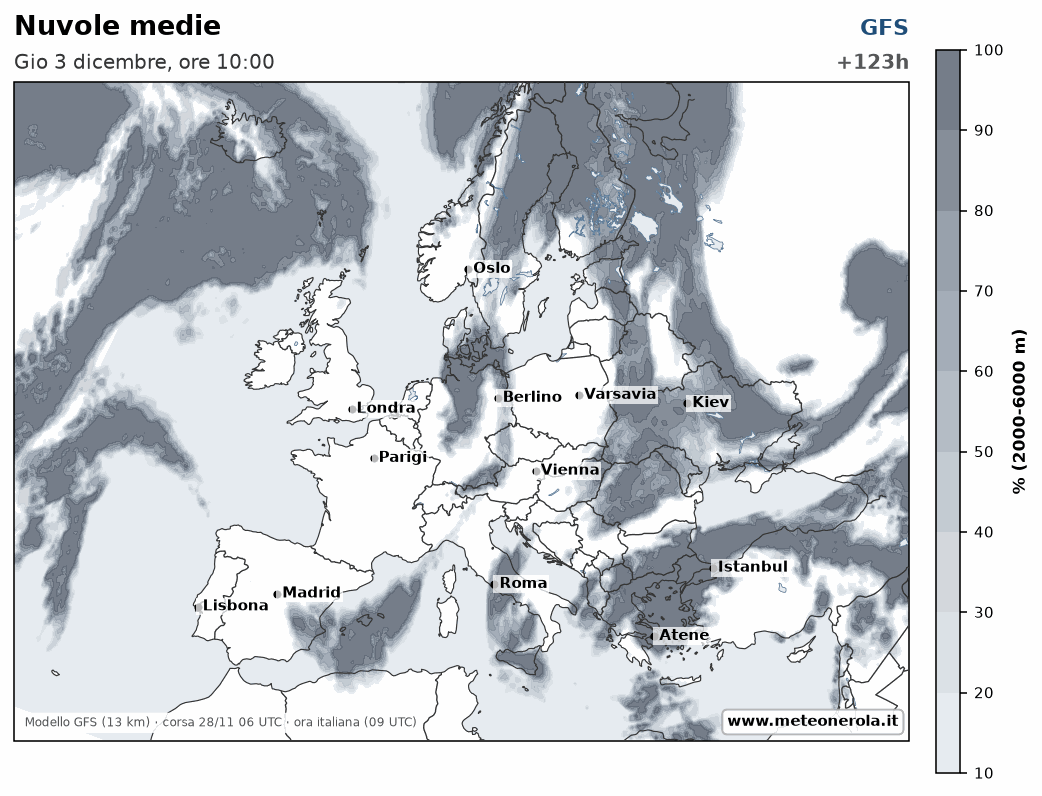 Nuvole medie
GFS
Gio 3 dicembre, ore 10:00
+123h
100
90
80
70
60
50
40
30
20
10
% (2000-6000 m)
Oslo
Berlino
Varsavia
Kiev
Londra
Parigi
Vienna
Istanbul
Roma
Madrid
Lisbona
Atene
Modello GFS (13 km) · corsa 28/11 06 UTC · ora italiana (09 UTC)
www.meteonerola.it